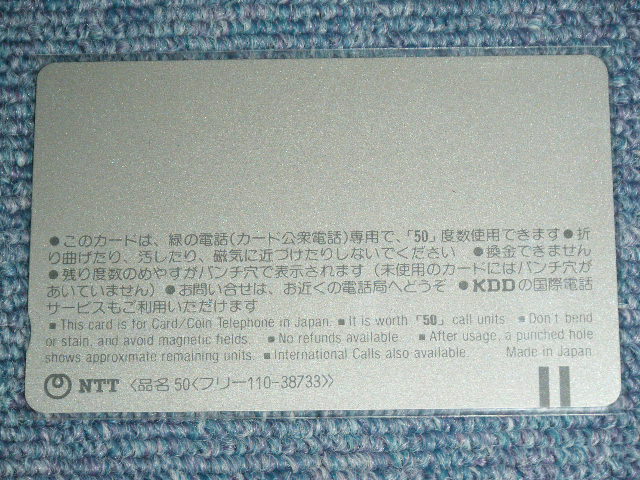 ●このカードは、緑の電話(カード公衆電話)専用で、「50」度数使用できます●折
り曲げたり、汚したり、磁気に近づけたりしないでください ●換金できません
●残り度数のめやすがパンチ穴で表示されます(未使用のカードにはパンチ穴
があいていません)●お問い合せは、お近くの電話局へどうぞ ●KDDの国際電話
サービスもご利用いただけます
■This card is for Card/Coin Telephone in Japan. ■It is worth 「50」 call units. ■Don't bend
or stain, and avoid magnetic fields. ■No refunds available. ■After usage, a punched hole
shows approximate remaining units. ■International Calls also available. Made in Japan.
NTT 〈品名 50〈フリー110-38733〉〉